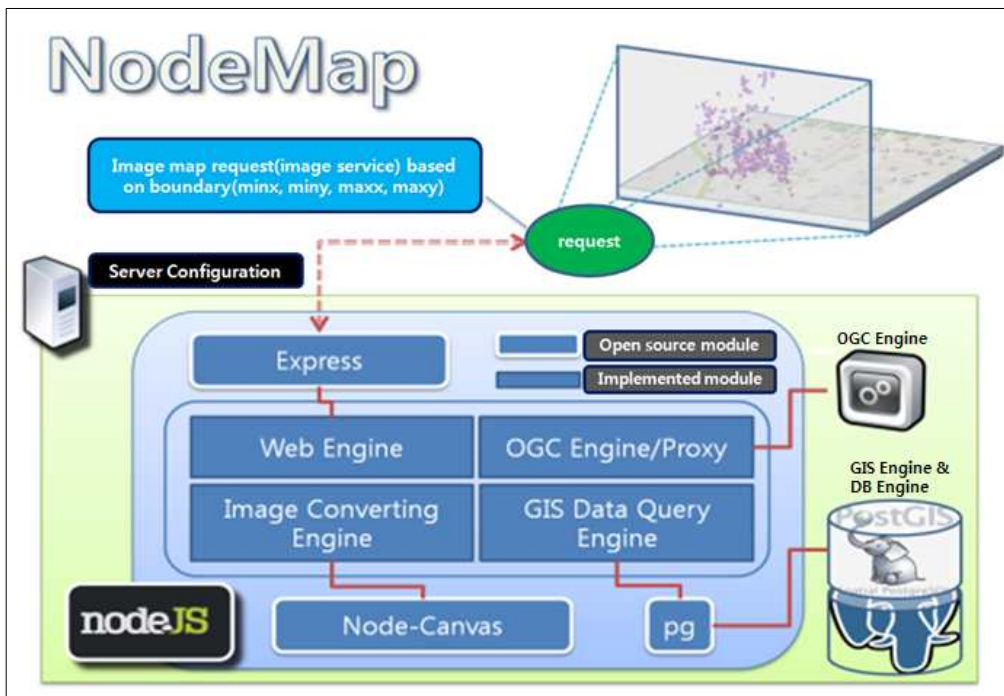 NodeMap
Image map request(image service) based
on boundary(minx, miny, maxx, maxy)
request
Server Configuration
Express
Open source module
Implemented module
OGC Engine
Web Engine
OGC Engine/Proxy
Image Converting
Engine
GIS Data Query
Engine
GIS Engine &
DB Engine
PostGIS
nodeJS
Node-Canvas
pg